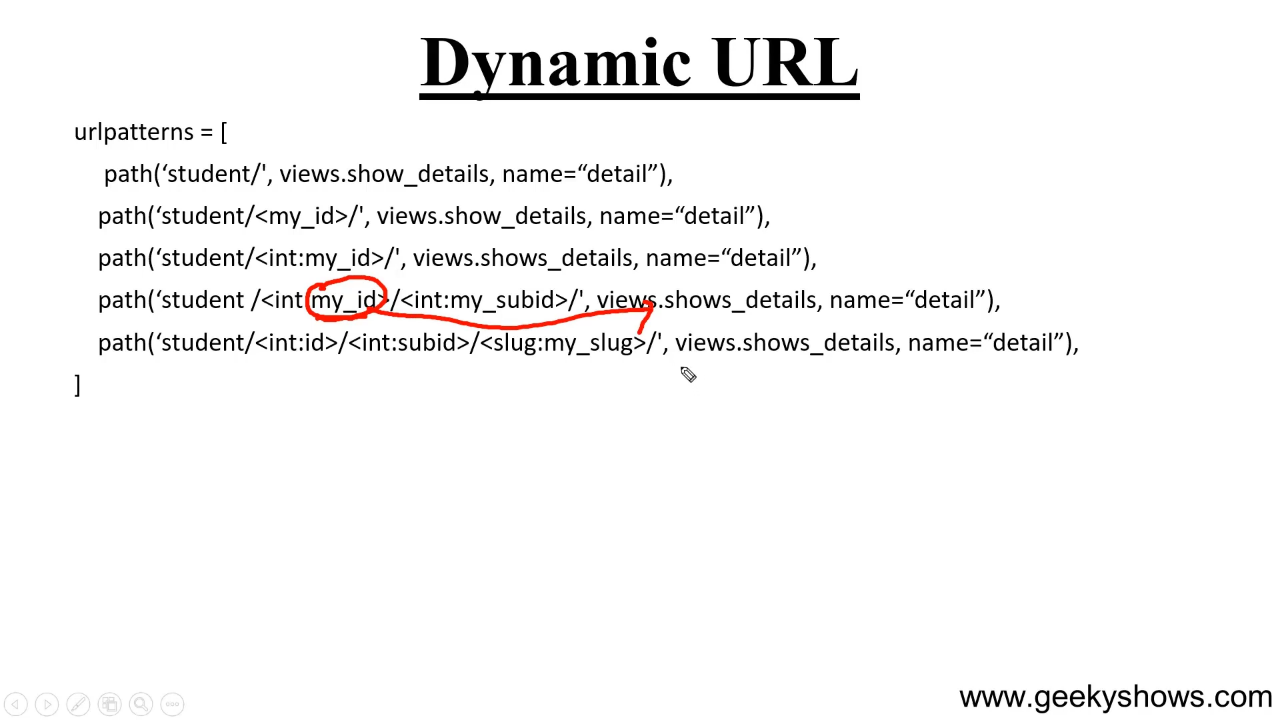 Dynamic URL
urlpatterns = [
path(‘student/', views.show_details, name=“detail”),
path(‘student/<my_id>/', views.show_details, name=“detail”),
path(‘student/<int:my_id>/', views.shows_details, name=“detail”),
path(‘student /<int my_id>/<int:my_subid>/', views.shows_details, name=“detail”),
path(‘student/<int:id>/<int:subid>/<slug:my_slug>/', views.shows_details, name=“detail”),
]
www.geekyshows.com